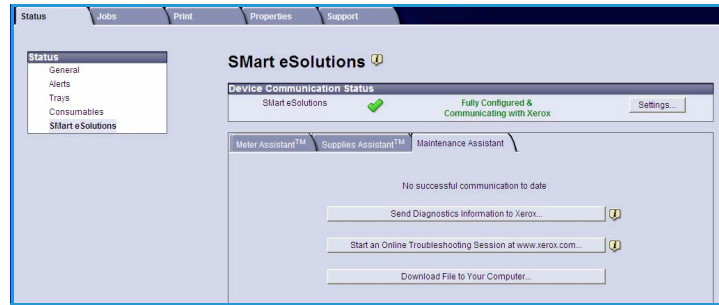 Status Jobs Print Properties Support
Status
General
Alerts
Trays
Consumables
SMart eSolutions
SMart eSolutions
Device Communication Status
SMart eSolutions Fully Configured & Communicating with Xerox Settings...
Meter Assistant™ Supplies Assistant™ Maintenance Assistant
No successful communication to date
Send Diagnostics Information to Xerox...
Start an Online Troubleshooting Session at www.xerox.com...
Download File to Your Computer...